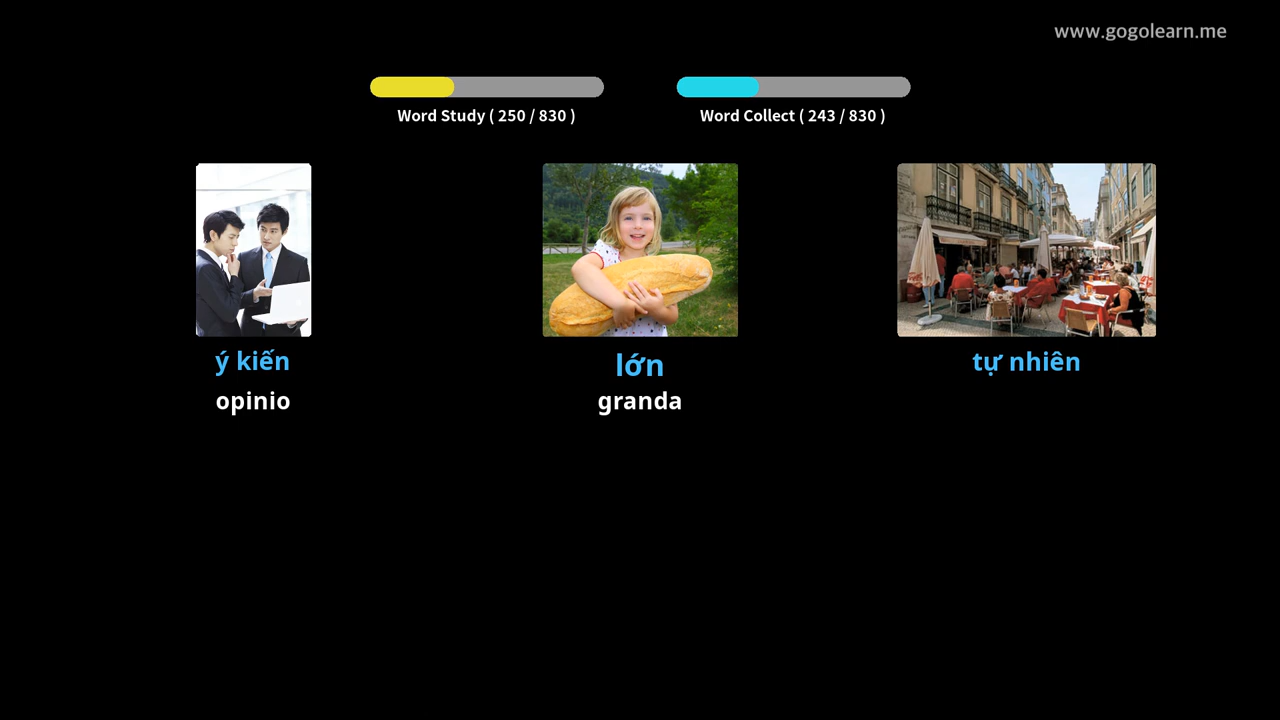 www.gogolearn.me
Word Study ( 250 / 830 )
Word Collect ( 243 / 830 )
ý kiến
opinio
lớn
granda
tự nhiên